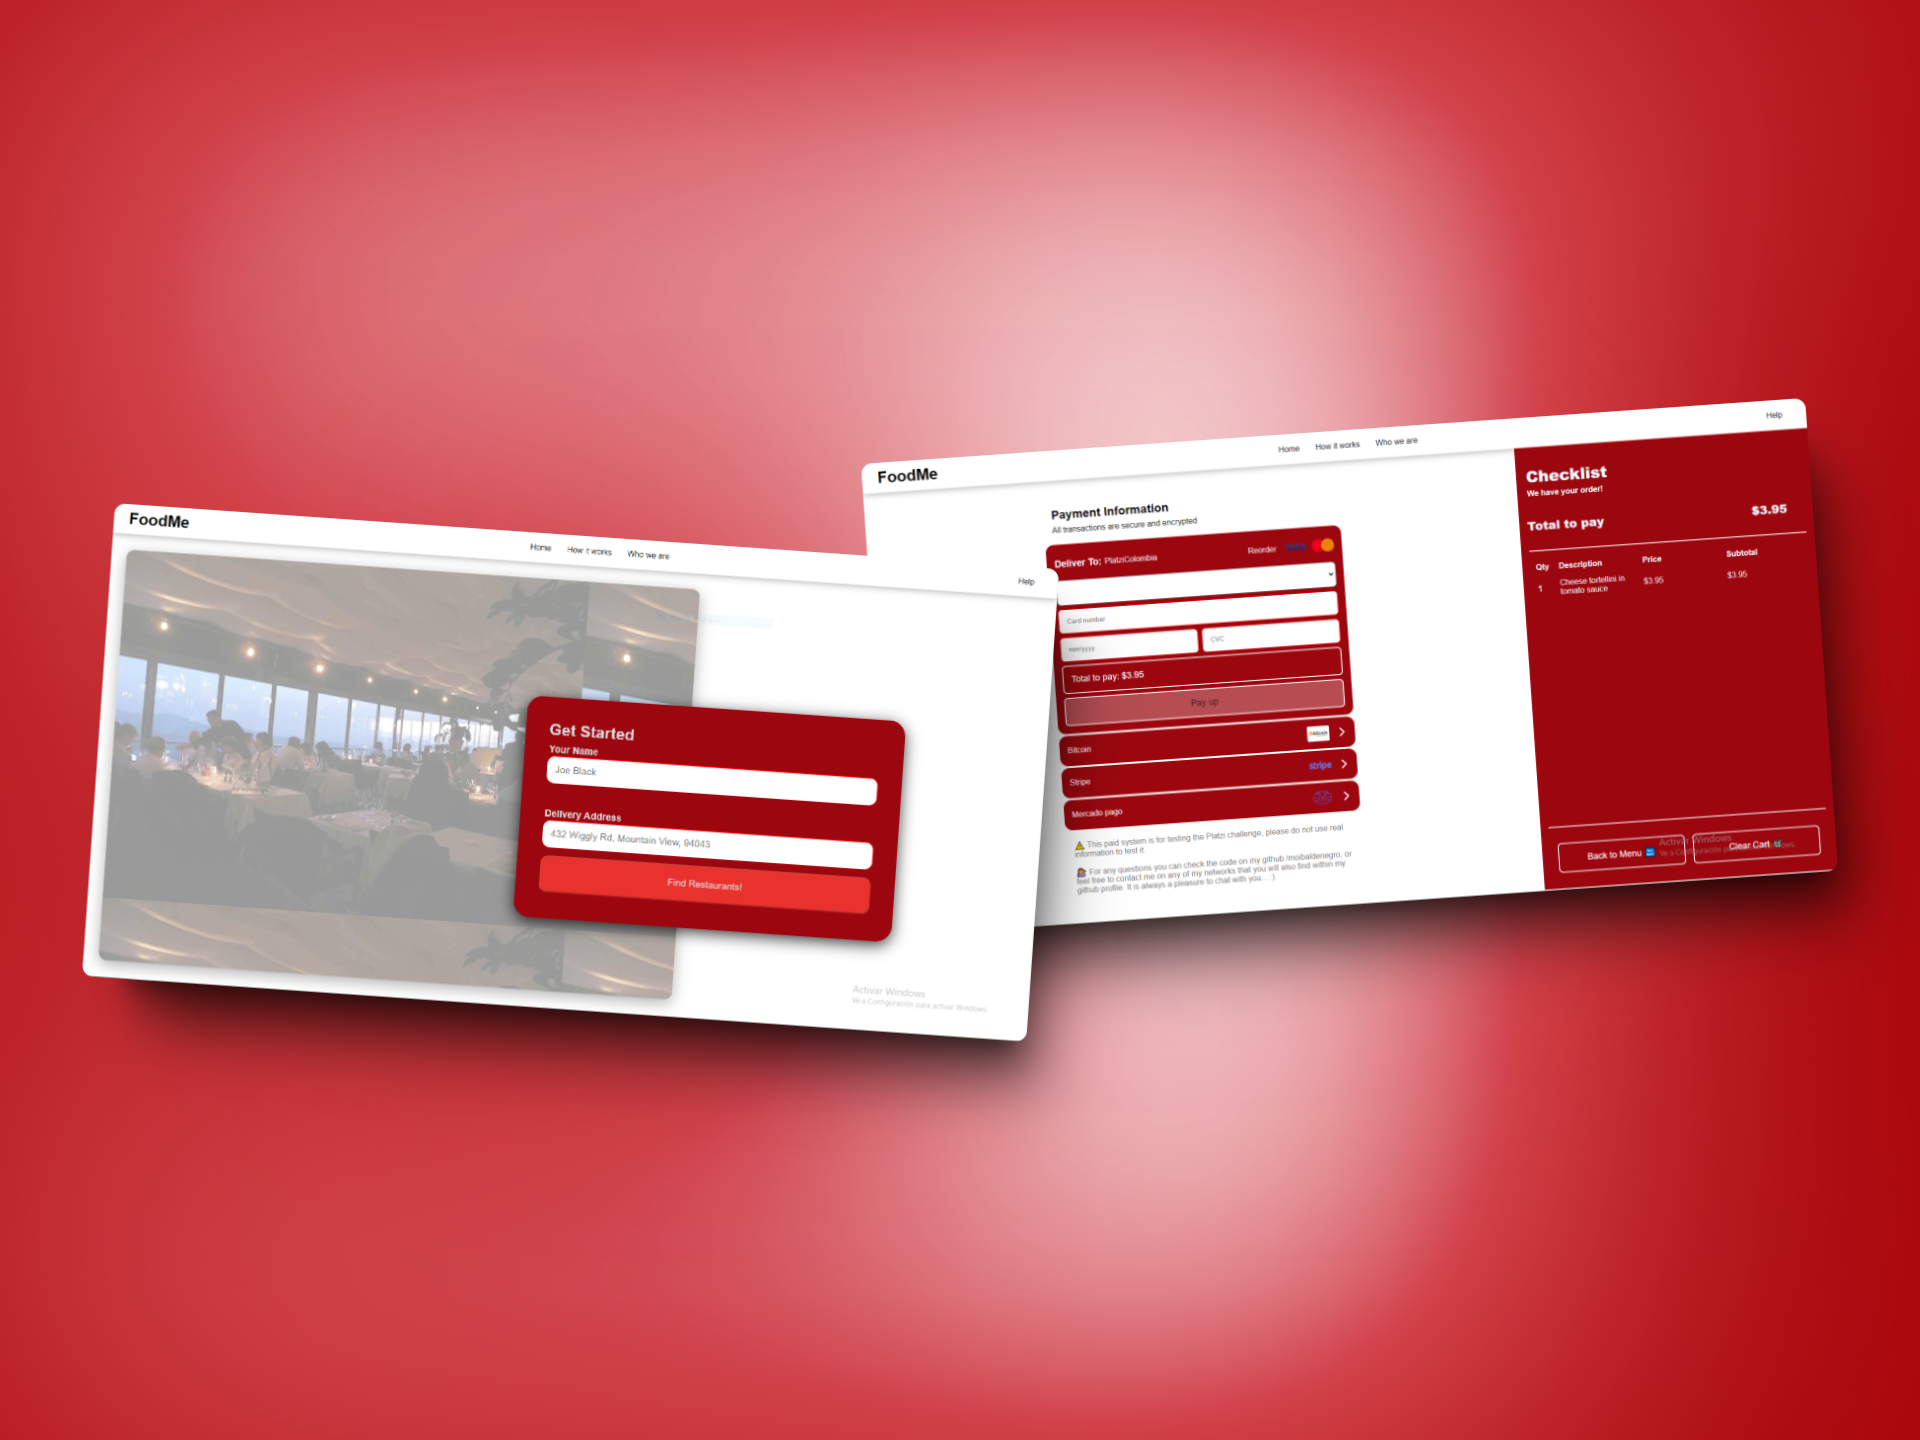 FoodMe
Home How it works Who we are
Help
Get Started
Your Name
Joe Black
Delivery Address
432 Wiggly Rd, Mountain View, 94043
Find Restaurants!
Activar Windows
Ve a Configuración para activar Windows.
FoodMe
Home How it works Who we are
Help
Payment Information
All transactions are secure and encrypted
Deliver To: PlatziColombia
Reorder
Card number
mm/yyyy
CVC
Total to pay: $3.95
Pay up
Bitcoin
Stripe
stripe
Mercado pago
⚠️ This paid system is for testing the Platzi challenge, please do not use real
information to test it.
For any questions you can check the code on my github /moibaldenegro, or
feel free to contact me on any of my networks that you will also find within my
github profile. It is always a pleasure to chat with you. . :)
Checklist
We have your order!
Total to pay $3.95
Qty Description Price Subtotal
1 Cheese tortellini in $3.95 $3.95
tomato sauce
Back to Menu
Clear Cart
Activar Windows
Ve a Configuración